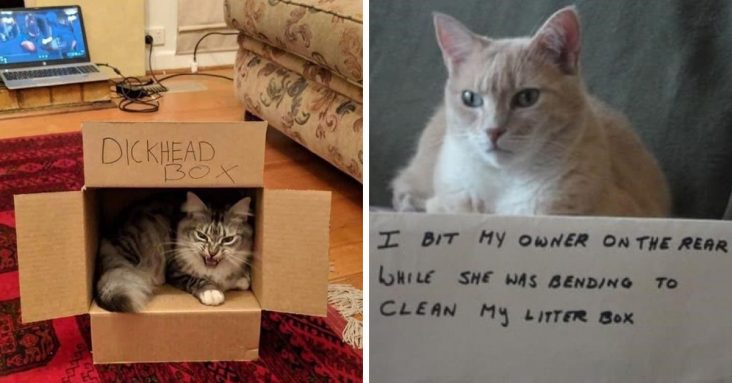 DICKHEAD
BOX
I BIT MY OWNER ON THE REAR
WHILE SHE WAS BENDING TO
CLEAN MY LITTER BOX